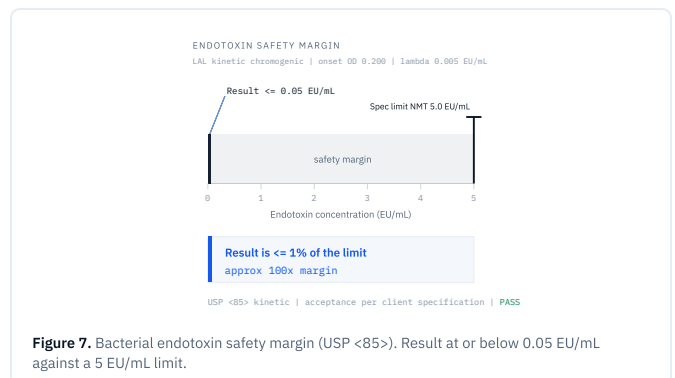 ENDOTOXIN SAFETY MARGIN
LAL kinetic chromogenic | onset OD 0.200 | lambda 0.005 EU/mL
Result <= 0.05 EU/mL
Spec limit NMT 5.0 EU/mL
safety margin
0 1 2 3 4 5
Endotoxin concentration (EU/mL)
Result is <= 1% of the limit
approx 100x margin
USP <85> kinetic | acceptance per client specification | PASS
Figure 7. Bacterial endotoxin safety margin (USP <85>). Result at or below 0.05 EU/mL
against a 5 EU/mL limit.